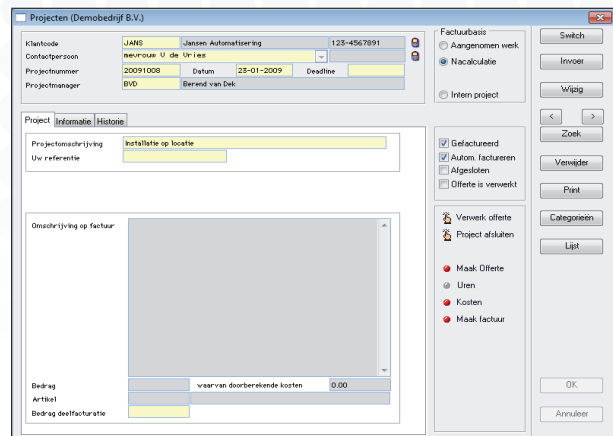 Projecten (Demobedrijf B.V.)
Klantcode JANS Jansen Automatisering 123-4567891
Contactpersoon mevrouw V de Vries
Projectnummer 20091008 Datum 23-01-2009 Deadline
Projectmanager BVD Berend van Dek
Factuurbasis
Aangenomen werk
Nacalculatie
Intern project
Switch
Invoer
Wijzig
< >
Zoek
Verwijder
Print
Categorieën
Lijst
OK
Annuleer
Project Informatie Historie
Projectomschrijving Installatie op locatie
Uw referentie
Gefactureerd
Autom. factureren
Afgesloten
Offerte is verwerkt
Omschrijving op factuur
Verwerk offerte
Project afsluiten
Maak Offerte
Uren
Kosten
Maak factuur
Bedrag waarvan doorberekende kosten 0.00
Artikel
Bedrag deelfacturatie